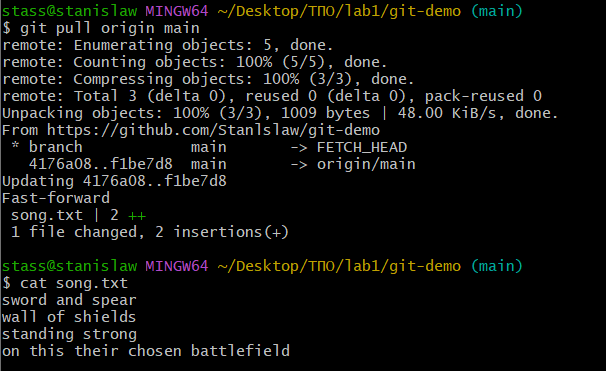 stass@stanislaw MINGW64 ~/Desktop/ТПО/lab1/git-demo (main)
$ git pull origin main
remote: Enumerating objects: 5, done.
remote: Counting objects: 100% (5/5), done.
remote: Compressing objects: 100% (3/3), done.
remote: Total 3 (delta 0), reused 0 (delta 0), pack-reused 0
Unpacking objects: 100% (3/3), 1009 bytes | 48.00 KiB/s, done.
From https://github.com/Stanlslaw/git-demo
 * branch            main       -> FETCH_HEAD
   4176a08..f1be7d8  main       -> origin/main
Updating 4176a08..f1be7d8
Fast-forward
 song.txt | 2 ++
 1 file changed, 2 insertions(+)
stass@stanislaw MINGW64 ~/Desktop/ТПО/lab1/git-demo (main)
$ cat song.txt
sword and spear
wall of shields
standing strong
on this their chosen battlefield